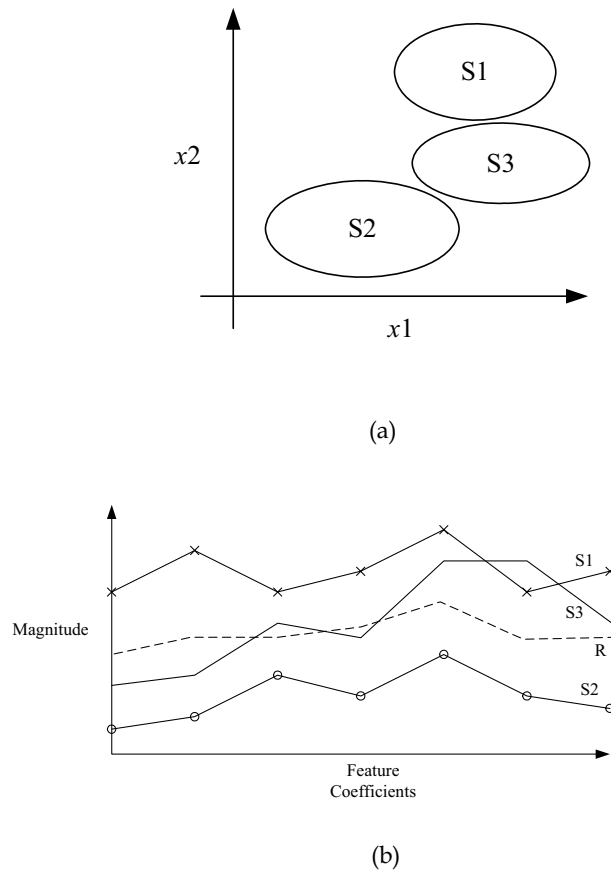 S1
x2
S3
S2
x1
(a)
S1
S3
Magnitude
R
S2
Feature
Coefficients
(b)